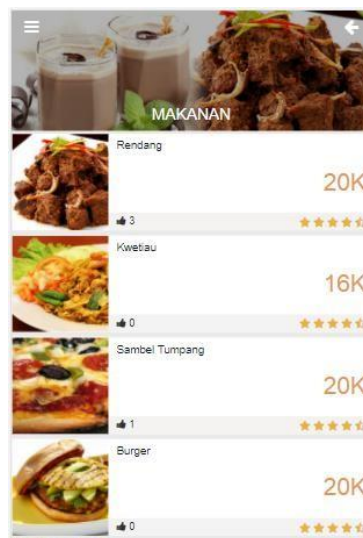 MAKANAN
Rendang
20K
3
Kwetiau
16K
0
Sambel Tumpang
20K
1
Burger
20K
0